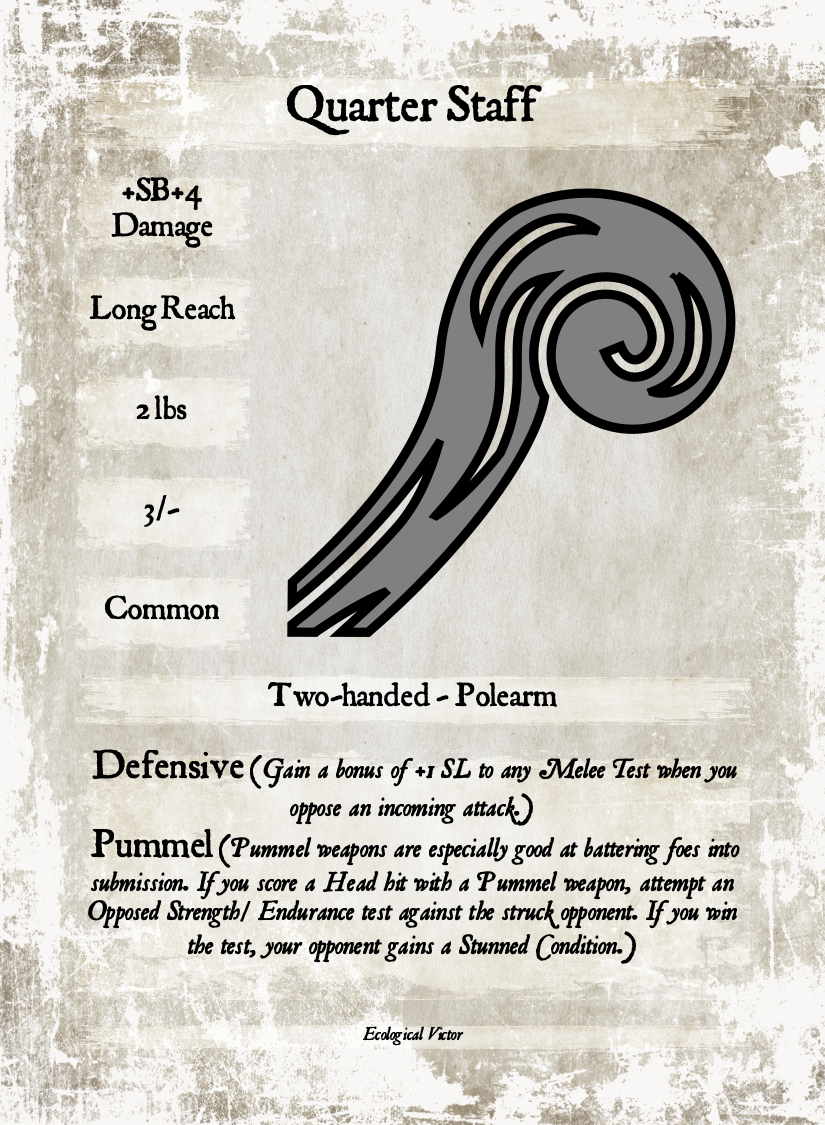 Quarter Staff
+SB+4
Damage
Long Reach
2 lbs
3/-
Common
Two-handed - Polearm
Defensive (Gain a bonus of +1 SL to any Melee Test when you
oppose an incoming attack.)
Pummel (Pummel weapons are especially good at battering foes into
submission. If you score a Head hit with a Pummel weapon, attempt an
Opposed Strength/ Endurance test against the struck opponent. If you win
the test, your opponent gains a Stunned Condition.)
Ecological Victor